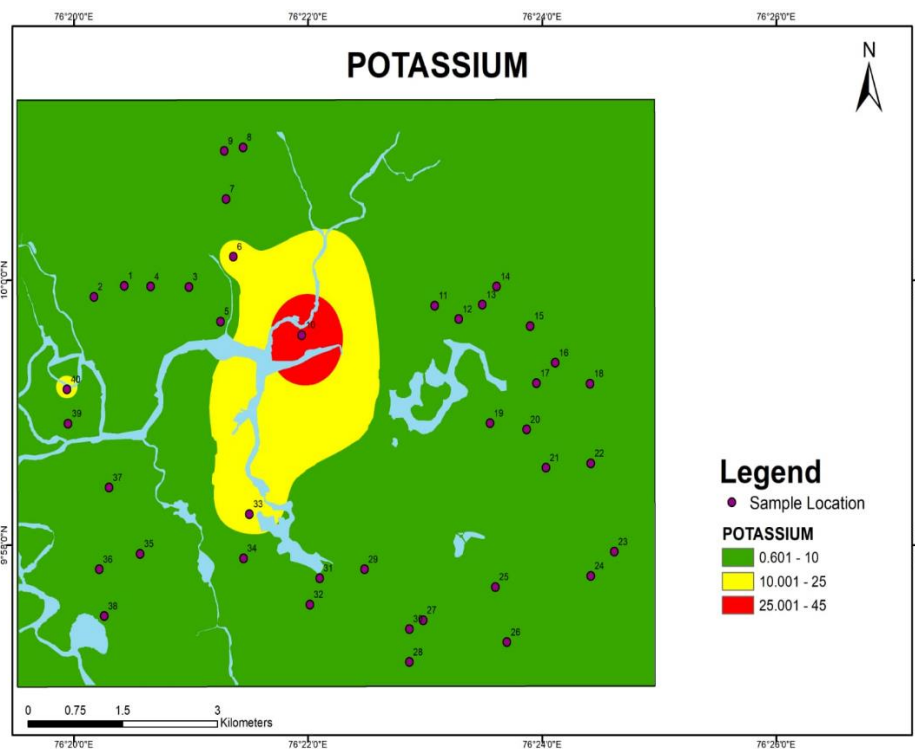 76°20'0"E 76°22'0"E 76°24'0"E 76°26'0"E
POTASSIUM
N
9 8
7
6
10°0'0"N
1 4 3 14
2
11 13
12
5 15
10
16
17 18
40
39 19 20
21 22
37
33
Legend
Sample Location
POTASSIUM
0.601 - 10
10.001 - 25
25.001 - 45
9°58'0"N
35 34 23
36 29
31 24
25
32
38 27
30
26
28
0 0.75 1.5 3
Kilometers
76°20'0"E 76°22'0"E 76°24'0"E 76°26'0"E